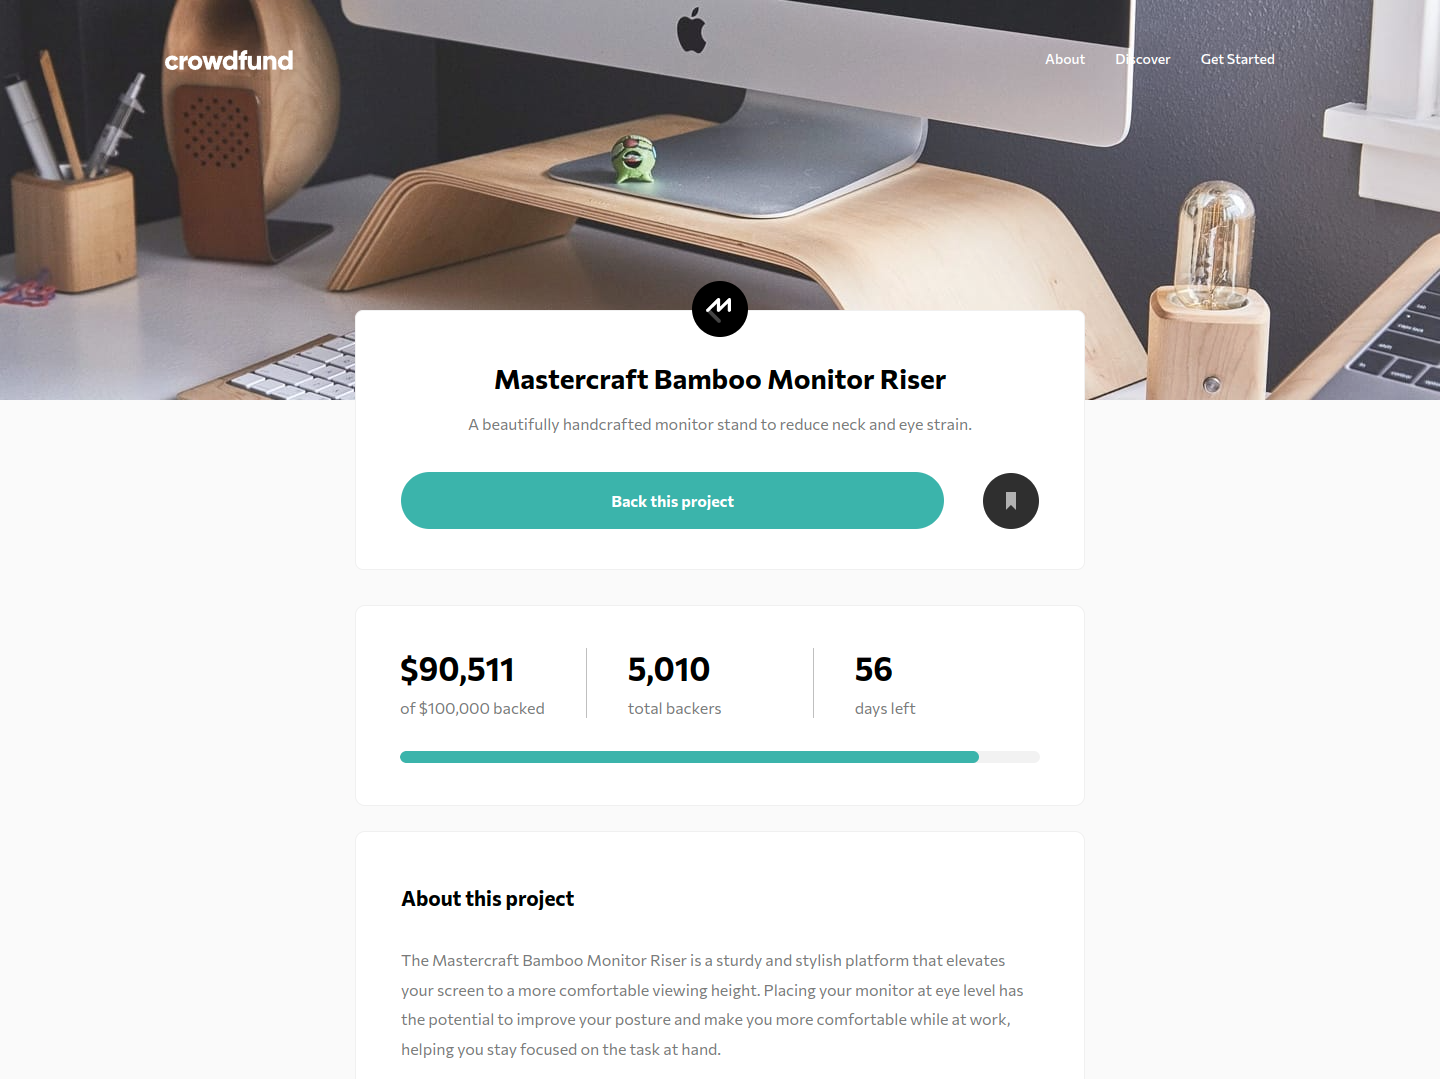 crowdfund
About Discover Get Started
Mastercraft Bamboo Monitor Riser
A beautifully handcrafted monitor stand to reduce neck and eye strain.
Back this project
$90,511
of $100,000 backed
5,010
total backers
56
days left
About this project
The Mastercraft Bamboo Monitor Riser is a sturdy and stylish platform that elevates
your screen to a more comfortable viewing height. Placing your monitor at eye level has
the potential to improve your posture and make you more comfortable while at work,
helping you stay focused on the task at hand.